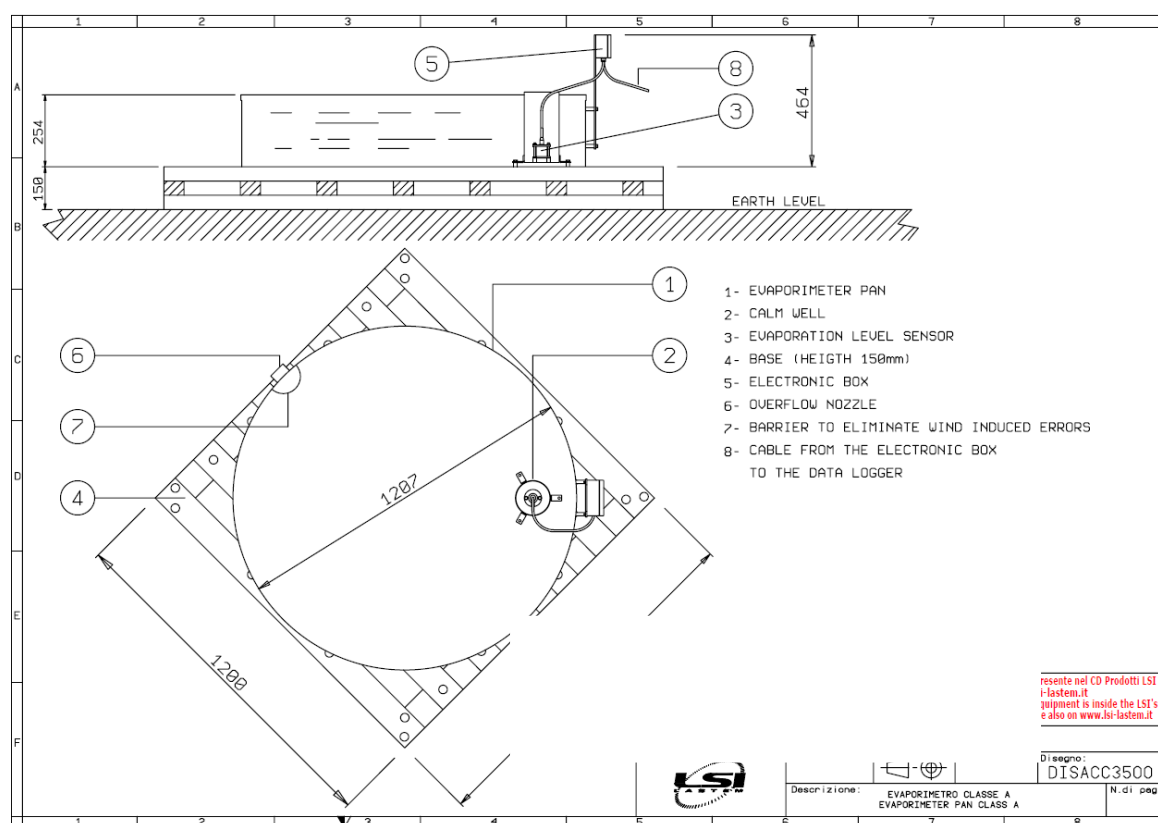 1 2 3 4 5 6 7 8
A
B
C
D
E
F
5
8
3
464
254
150
EARTH LEVEL
1
2
6
7
4
1207
1200
1- EVAPORIMETER PAN
2- CALM WELL
3- EVAPORATION LEVEL SENSOR
4- BASE (HEIGTH 150mm)
5- ELECTRONIC BOX
6- OVERFLOW NOZZLE
7- BARRIER TO ELIMINATE WIND INDUCED ERRORS
8- CABLE FROM THE ELECTRONIC BOX
TO THE DATA LOGGER
resente nel CD Prodotti LSI
i-lastem.it
quipment is inside the LSI's
e also on www.lsi-lastem.it
LSI
LASTEM
Disegno:
DISACC3500
Descrizione:
EVAPORIMETRO CLASSE A
EVAPORIMETER PAN CLASS A
N.di pag
1 2 3 4 5 6 7 8